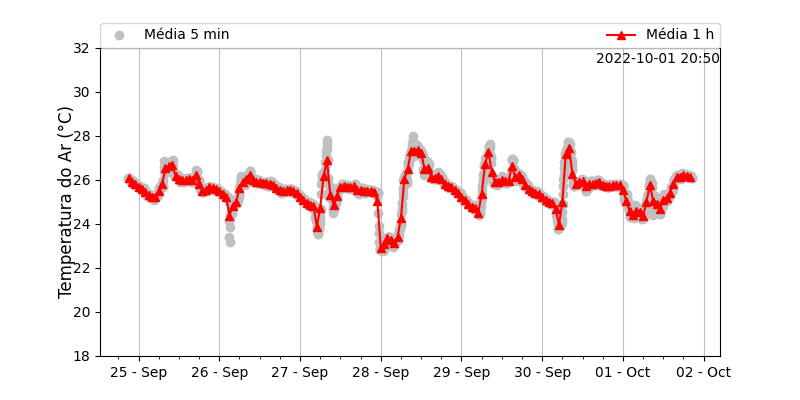 Média 5 min
Média 1 h
2022-10-01 20:50
Temperatura do Ar (°C)
32
30
28
26
24
22
20
18
25 - Sep
26 - Sep
27 - Sep
28 - Sep
29 - Sep
30 - Sep
01 - Oct
02 - Oct